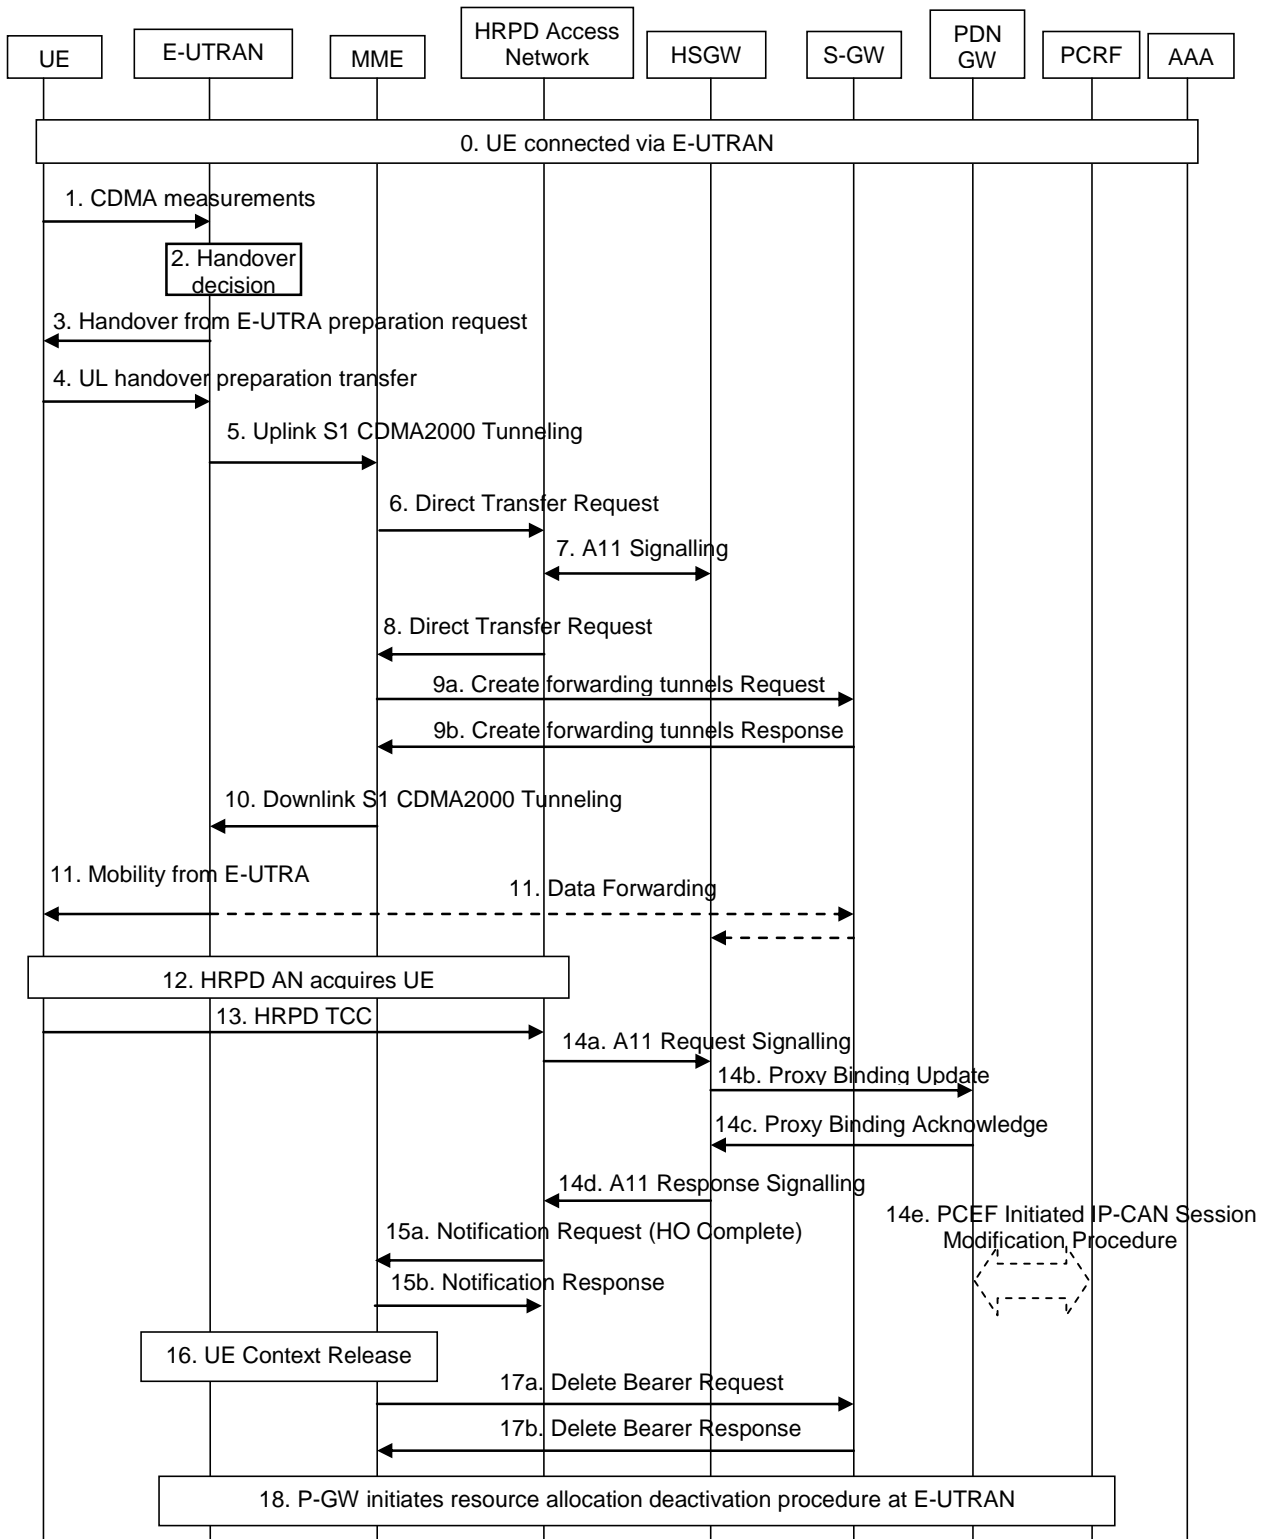 UE
E-UTRAN
MME
HRPD Access
Network
HSGW
S-GW
PDN
GW
PCRF
AAA
0. UE connected via E-UTRAN
1. CDMA measurements
2. Handover
decision
3. Handover from E-UTRA preparation request
4. UL handover preparation transfer
5. Uplink S1 CDMA2000 Tunneling
6. Direct Transfer Request
7. A11 Signalling
8. Direct Transfer Request
9a. Create forwarding tunnels Request
9b. Create forwarding tunnels Response
10. Downlink S1 CDMA2000 Tunneling
11. Mobility from E-UTRA
11. Data Forwarding
12. HRPD AN acquires UE
13. HRPD TCC
14a. A11 Request Signalling
14b. Proxy Binding Update
14c. Proxy Binding Acknowledge
14d. A11 Response Signalling
14e. PCEF Initiated IP-CAN Session
Modification Procedure
15a. Notification Request (HO Complete)
15b. Notification Response
16. UE Context Release
17a. Delete Bearer Request
17b. Delete Bearer Response
18. P-GW initiates resource allocation deactivation procedure at E-UTRAN